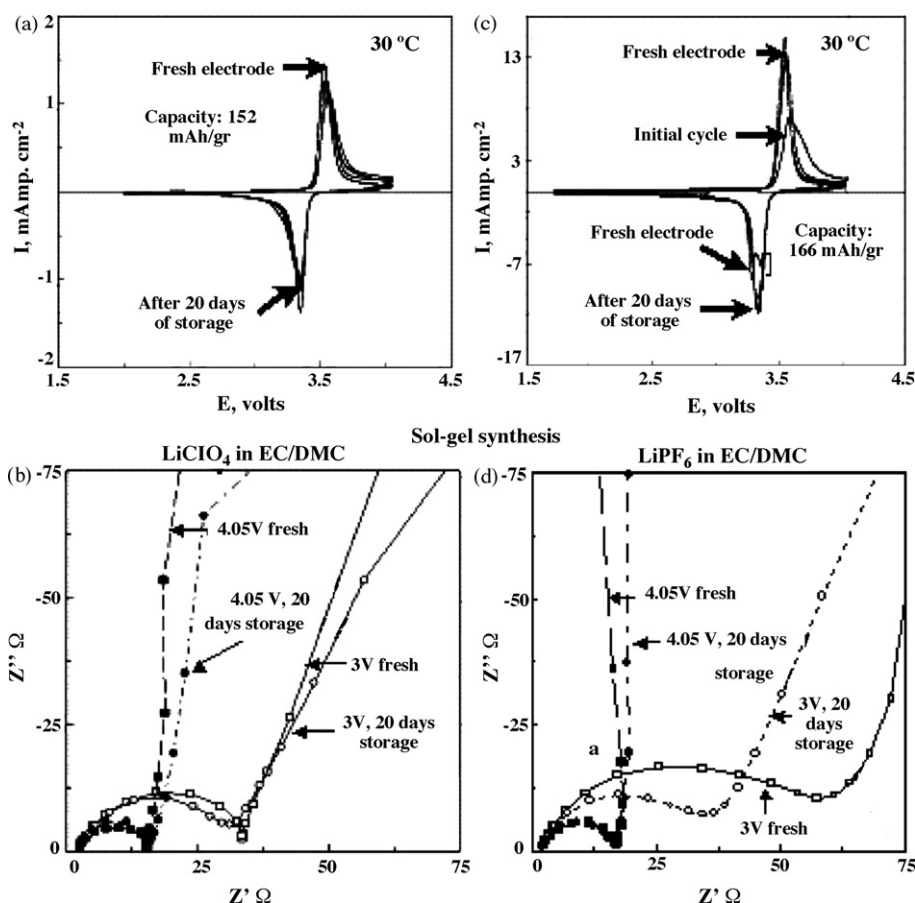 (a)
2
1
0
-1
-2
I, mAmp. cm-2
30 ºC
Fresh electrode
Capacity: 152
mAh/gr
After 20 days
of storage
1.5
2.5
3.5
4.5
E, volts
(c)
13
3
-7
-17
I, mAmp. cm-2
30 ºC
Fresh electrode
Initial cycle
Fresh electrode
Capacity:
166 mAh/gr
After 20 days
of storage
1.5
2.5
3.5
4.5
E, volts
Sol-gel synthesis
LiClO4 in EC/DMC
(b)
-75
-50
-25
0
Z'' Ω
4.05V fresh
4.05 V, 20
days storage
3V fresh
3V, 20 days
storage
0
25
50
75
Z' Ω
LiPF6 in EC/DMC
(d)
-75
-50
-25
0
Z'' Ω
4.05V fresh
4.05 V, 20 days
storage
3V, 20
days
storage
a
3V fresh
0
25
50
75
Z' Ω